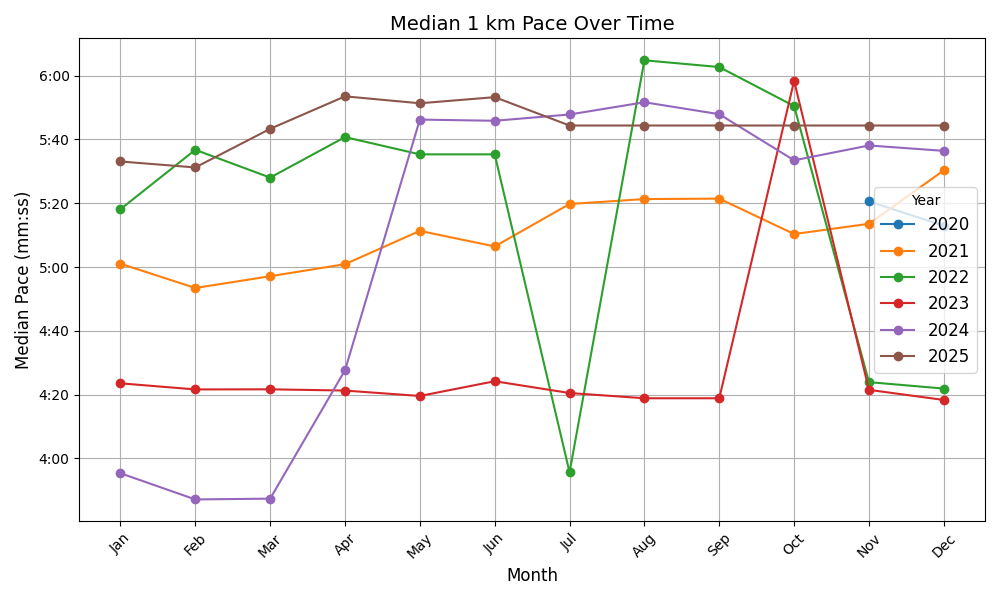 Median 1 km Pace Over Time
Median Pace (mm:ss)
6:00
5:40
5:20
5:00
4:40
4:20
4:00
Year
2020
2021
2022
2023
2024
2025
Jan
Feb
Mar
Apr
May
Jun
Jul
Aug
Sep
Oct
Nov
Dec
Month